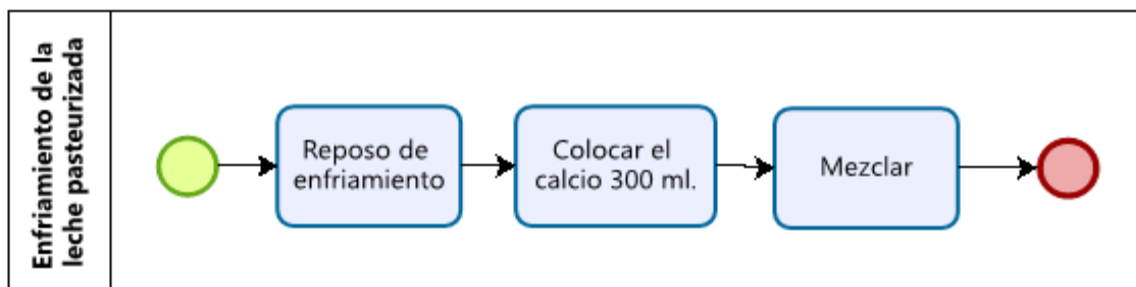 Enfriamiento de la
leche pasteurizada
Reposo de
enfriamiento
Colocar el
calcio 300 ml.
Mezclar